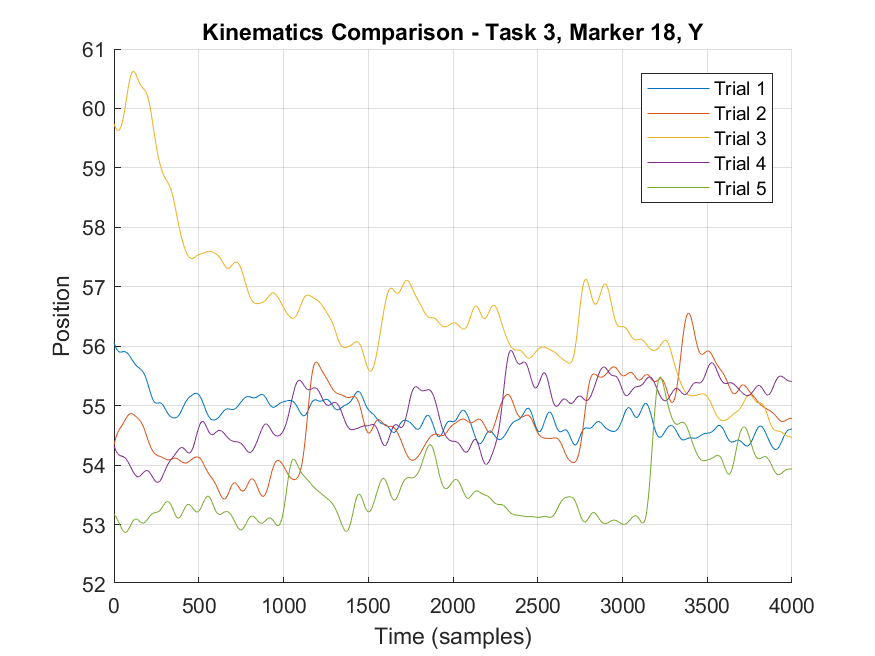 Kinematics Comparison - Task 3, Marker 18, Y
61
60
59
58
57
56
55
54
53
52
Position
Trial 1
Trial 2
Trial 3
Trial 4
Trial 5
0 500 1000 1500 2000 2500 3000 3500 4000
Time (samples)